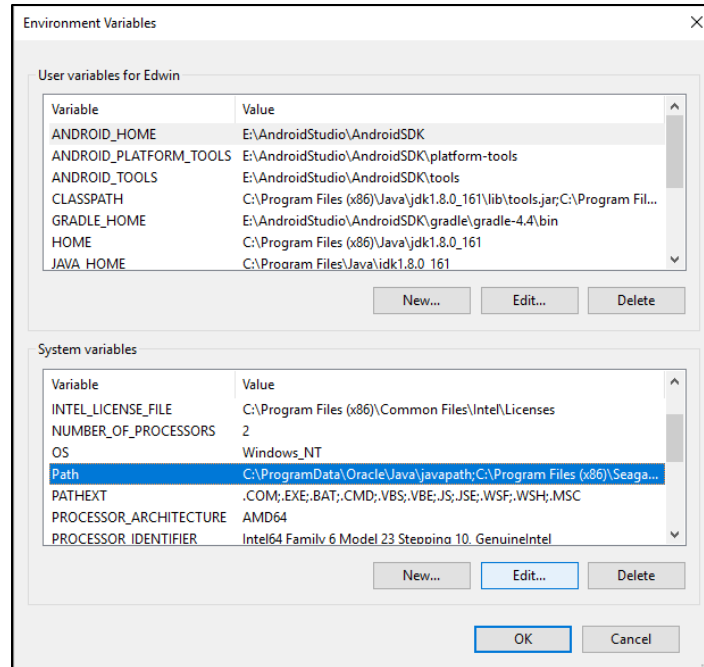 Environment Variables
User variables for Edwin
Variable Value
ANDROID_HOME E:\AndroidStudio\AndroidSDK
ANDROID_PLATFORM_TOOLS E:\AndroidStudio\AndroidSDK\platform-tools
ANDROID_TOOLS E:\AndroidStudio\AndroidSDK\tools
CLASSPATH C:\Program Files (x86)\Java\jdk1.8.0_161\lib\tools.jar;C:\Program Fil...
GRADLE_HOME E:\AndroidStudio\AndroidSDK\gradle\gradle-4.4\bin
HOME C:\Program Files (x86)\Java\jdk1.8.0_161
JAVA_HOME C:\Program Files\Java\jdk1.8.0_161
New... Edit... Delete
System variables
Variable Value
INTEL_LICENSE_FILE C:\ProgramData (x86)\Common Files\Intel\Licenses
NUMBER_OF_PROCESSORS 2
OS Windows_NT
Path C:\ProgramData\Oracle\Java\javapath;C:\Program Files (x86)\Seaga...
PATHEXT .COM;.EXE;.BAT;.CMD;.VBS;.VBE;.JS;.JSE;.WSF;.WSH;.MSC
PROCESSOR_ARCHITECTURE AMD64
PROCESSOR_IDENTIFIER Intel64 Family 6 Model 23 Stepping 10, GenuineIntel
New... Edit... Delete
OK Cancel